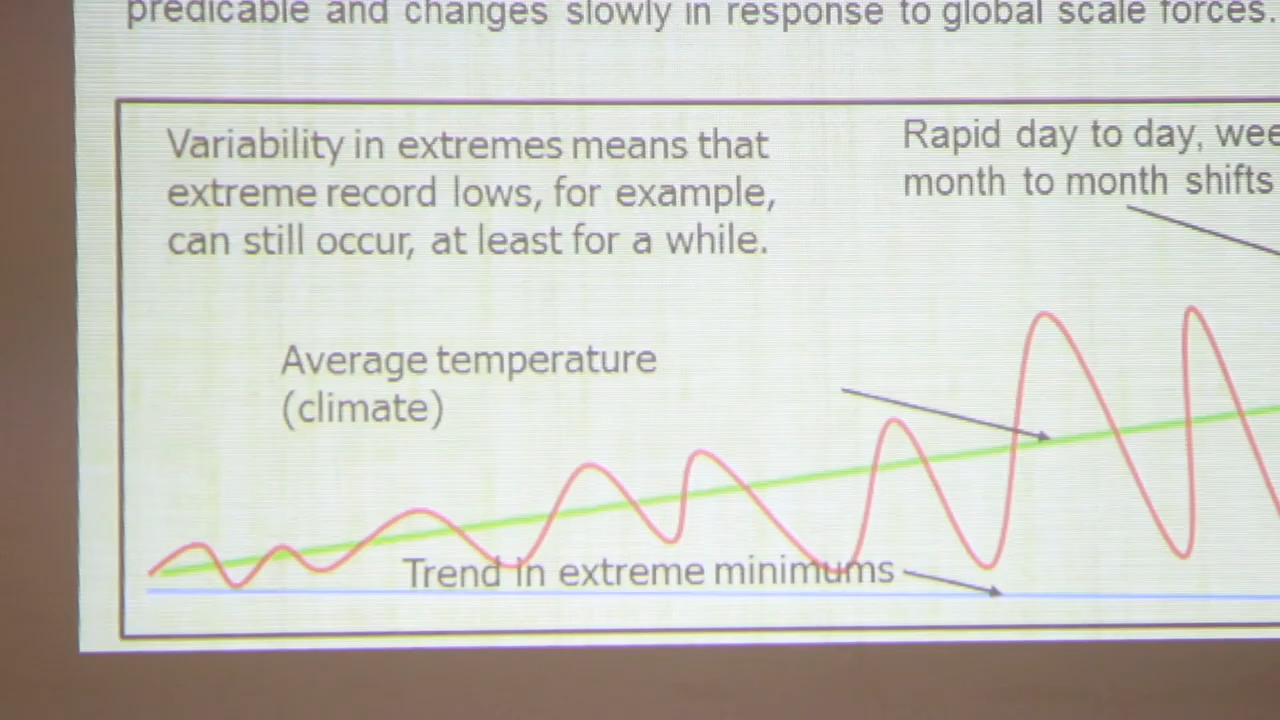 predicable and changes slowly in response to global scale forces.
Variability in extremes means that
extreme record lows, for example,
can still occur, at least for a while.
Rapid day to day,
month to month shifts
Average temperature
(climate)
Trend in extreme minimums